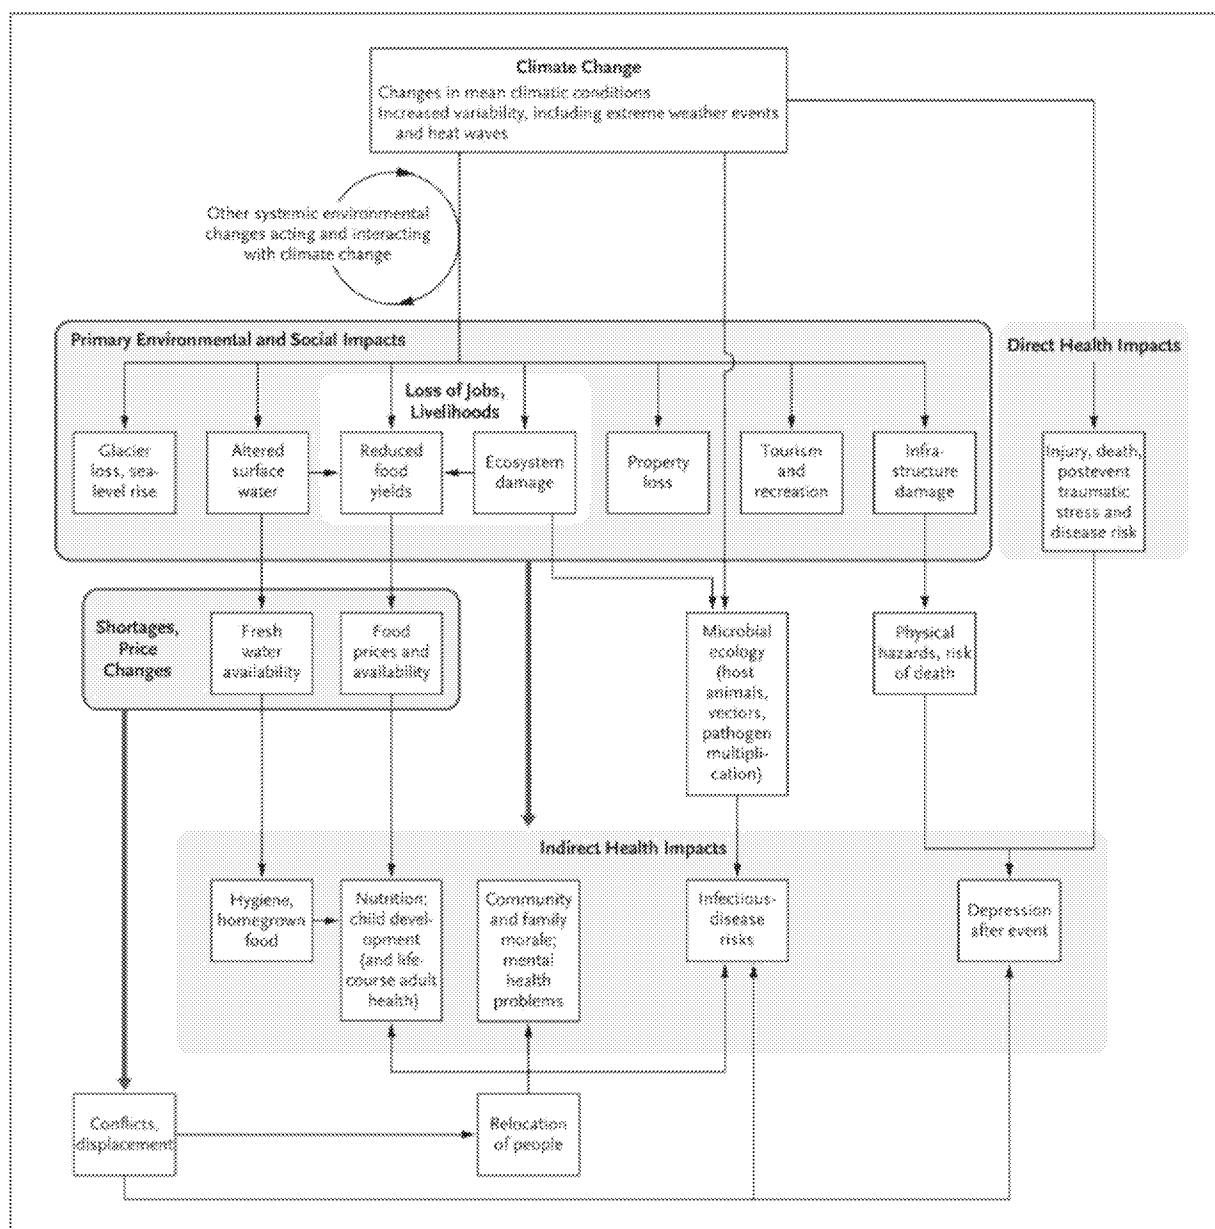 Climate Change
Changes in mean climatic conditions
Increased variability, including extreme weather events
and heat waves
Other systemic environmental
changes acting and interacting
with climate change
Primary Environmental and Social Impacts
Direct Health Impacts
Loss of Jobs,
Livelihoods
Glacier
loss, sea-
level rise
Altered
surface
water
Reduced
food
yields
Ecosystem
damage
Property
loss
Tourism
and
recreation
Infra-
structure
damage
Injury, death,
postevent
traumatic
stress and
disease risk
Shortages,
Price
Changes
Fresh
water
availability
Food
prices and
availability
Microbial
ecology
(host
animals,
vectors,
pathogen
multipli-
cation)
Physical
hazards, risk
of death
Indirect Health Impacts
Hygiene,
homegrown
food
Nutrition;
child devel-
opment
(and life-
course adult
health)
Community
and family
morale;
mental
health
problems
Infectious-
disease
risks
Depression
after event
Conflicts,
displacement
Relocation
of people